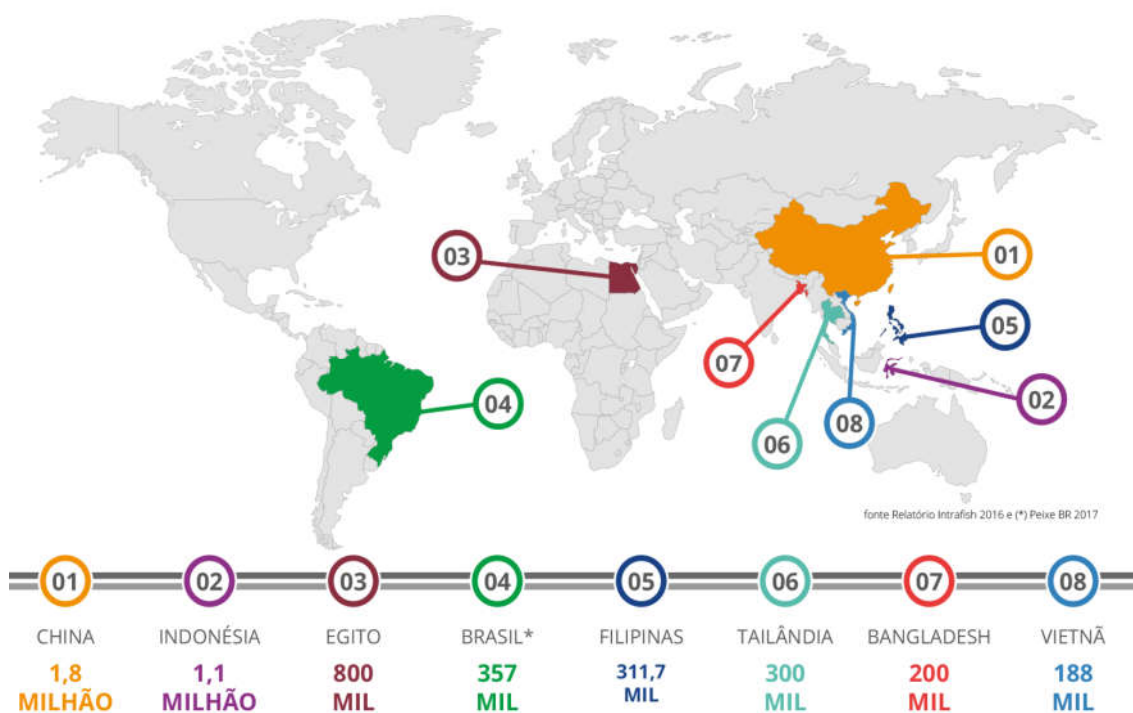 03
01
05
07
02
04
08
06
fonte Relatório Intrafish 2016 e (*) Peixe BR 2017
01 02 03 04 05 06 07 08
CHINA INDONÉSIA EGITO BRASIL* FILIPINAS TAILÂNDIA BANGLADESH VIETNÃ
1,8 1,1 800 357 311,7 300 200 188
MILHÃO MILHÃO MIL MIL MIL MIL MIL MIL